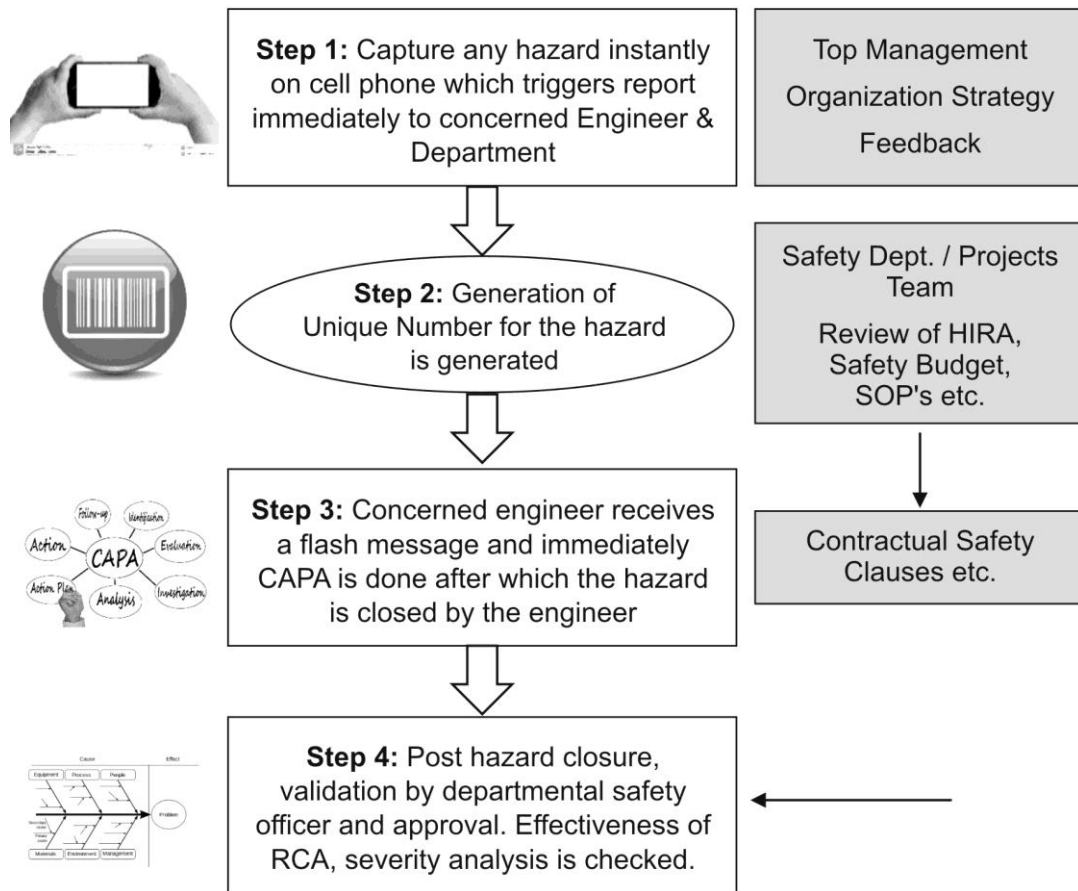 Step 1: Capture any hazard instantly
on cell phone which triggers report
immediately to concerned Engineer &
Department
Top Management
Organization Strategy
Feedback
Step 2: Generation of
Unique Number for the hazard
is generated
Safety Dept. / Projects
Team
Review of HIRA,
Safety Budget,
SOP's etc.
Follow-up
Identification
Action
CAPA
Evaluation
Action Plan
Analysis
Investigation
Step 3: Concerned engineer receives
a flash message and immediately
CAPA is done after which the hazard
is closed by the engineer
Contractual Safety
Clauses etc.
Cause
Effect
Equipment
Process
People
Problem
Secondary
cause
Primary
cause
Materials
Environment
Management
Step 4: Post hazard closure,
validation by departmental safety
officer and approval. Effectiveness of
RCA, severity analysis is checked.